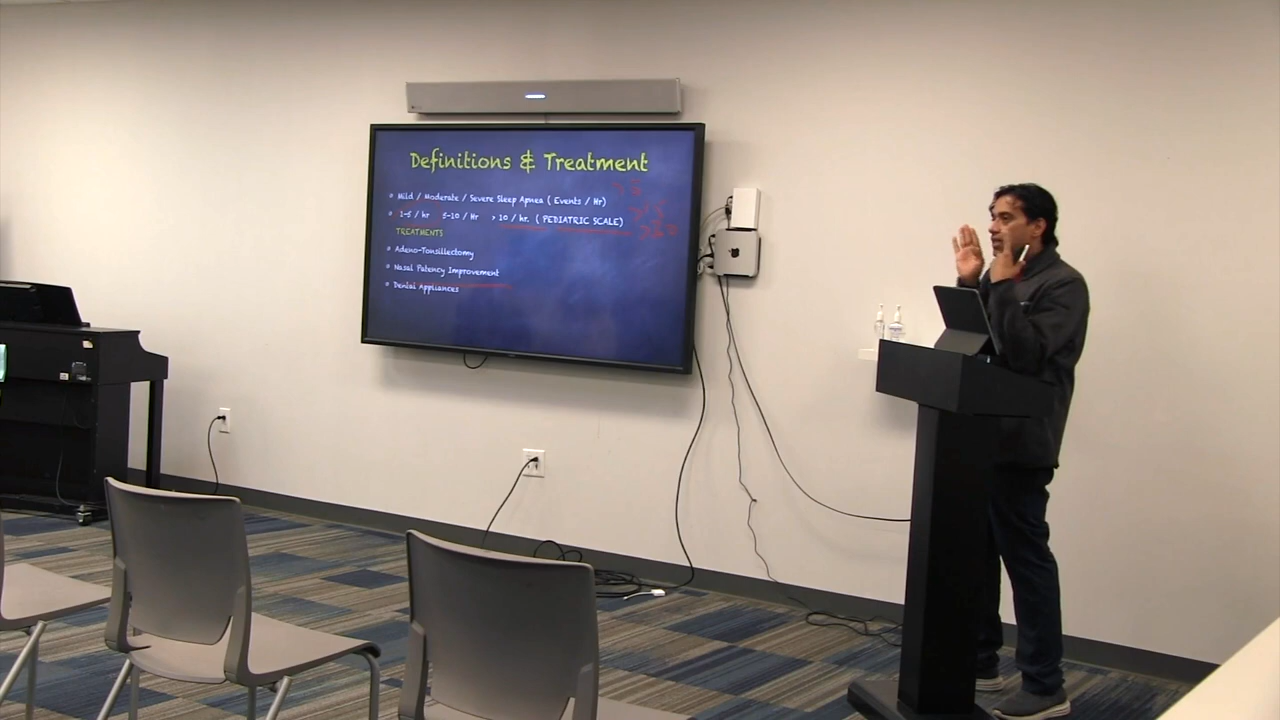 Definitions & Treatment
Mild / Moderate / Severe Sleep Apnea ( Events / Hr)
1-5 / hr 5-10 / Hr > 10 / hr. ( PEDIATRIC SCALE)
TREATMENTS
Adeno-Tonsillectomy
Nasal Patency Improvement
Dental Appliances